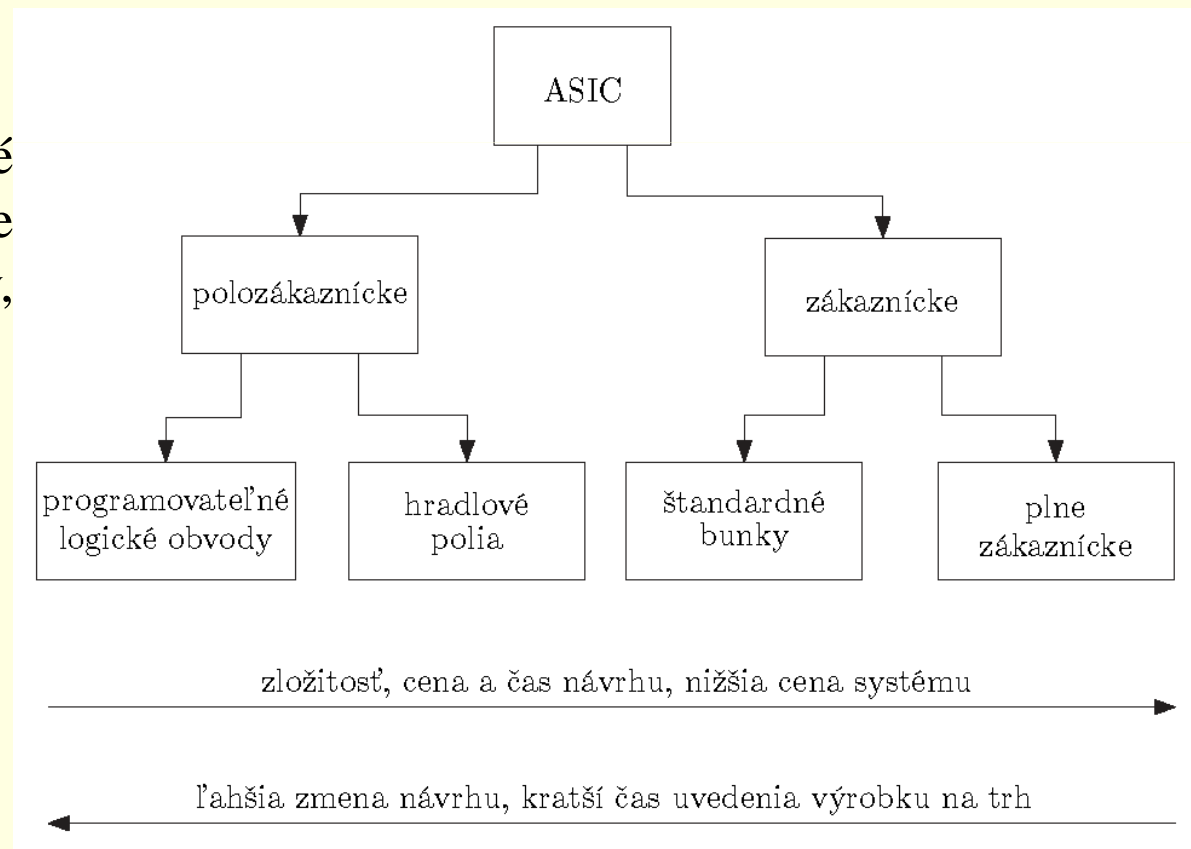 ASIC
é
e
,
polozákaznícke
zákaznícke
programovateľné
logické obvody
hradlové
polia
štandardné
bunky
plne
zákaznícke
zložitosť, cena a čas návrhu, nižšia cena systému
ľahšia zmena návrhu, kratší čas uvedenia výrobku na trh